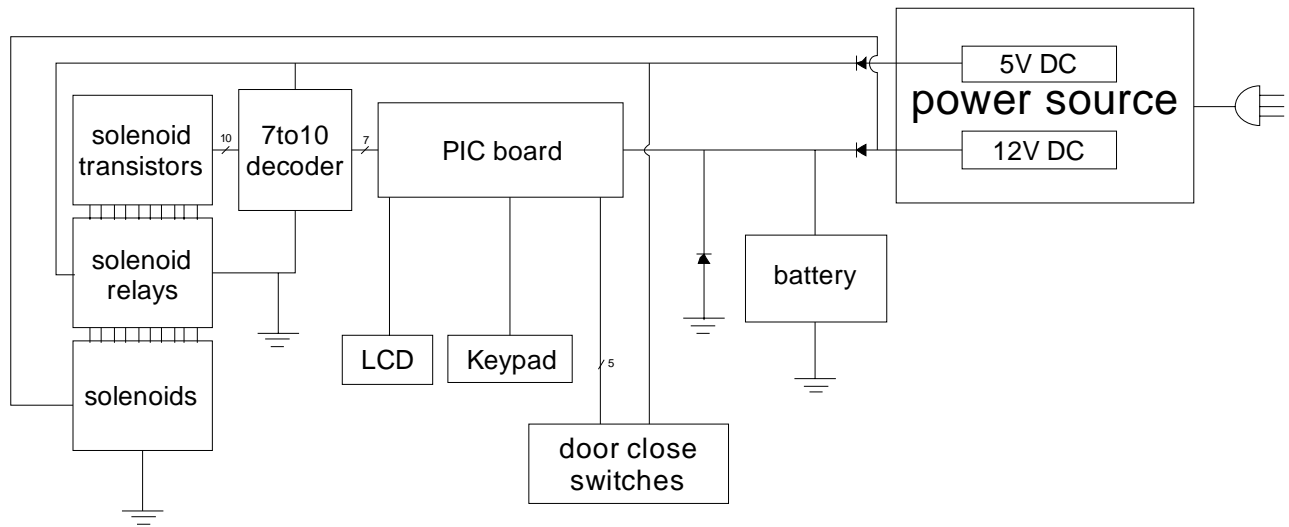 5V DC
power source
12V DC
solenoid
transistors
10
7to10
decoder
7
PIC board
solenoid
relays
battery
LCD
Keypad
5
solenoids
door close
switches